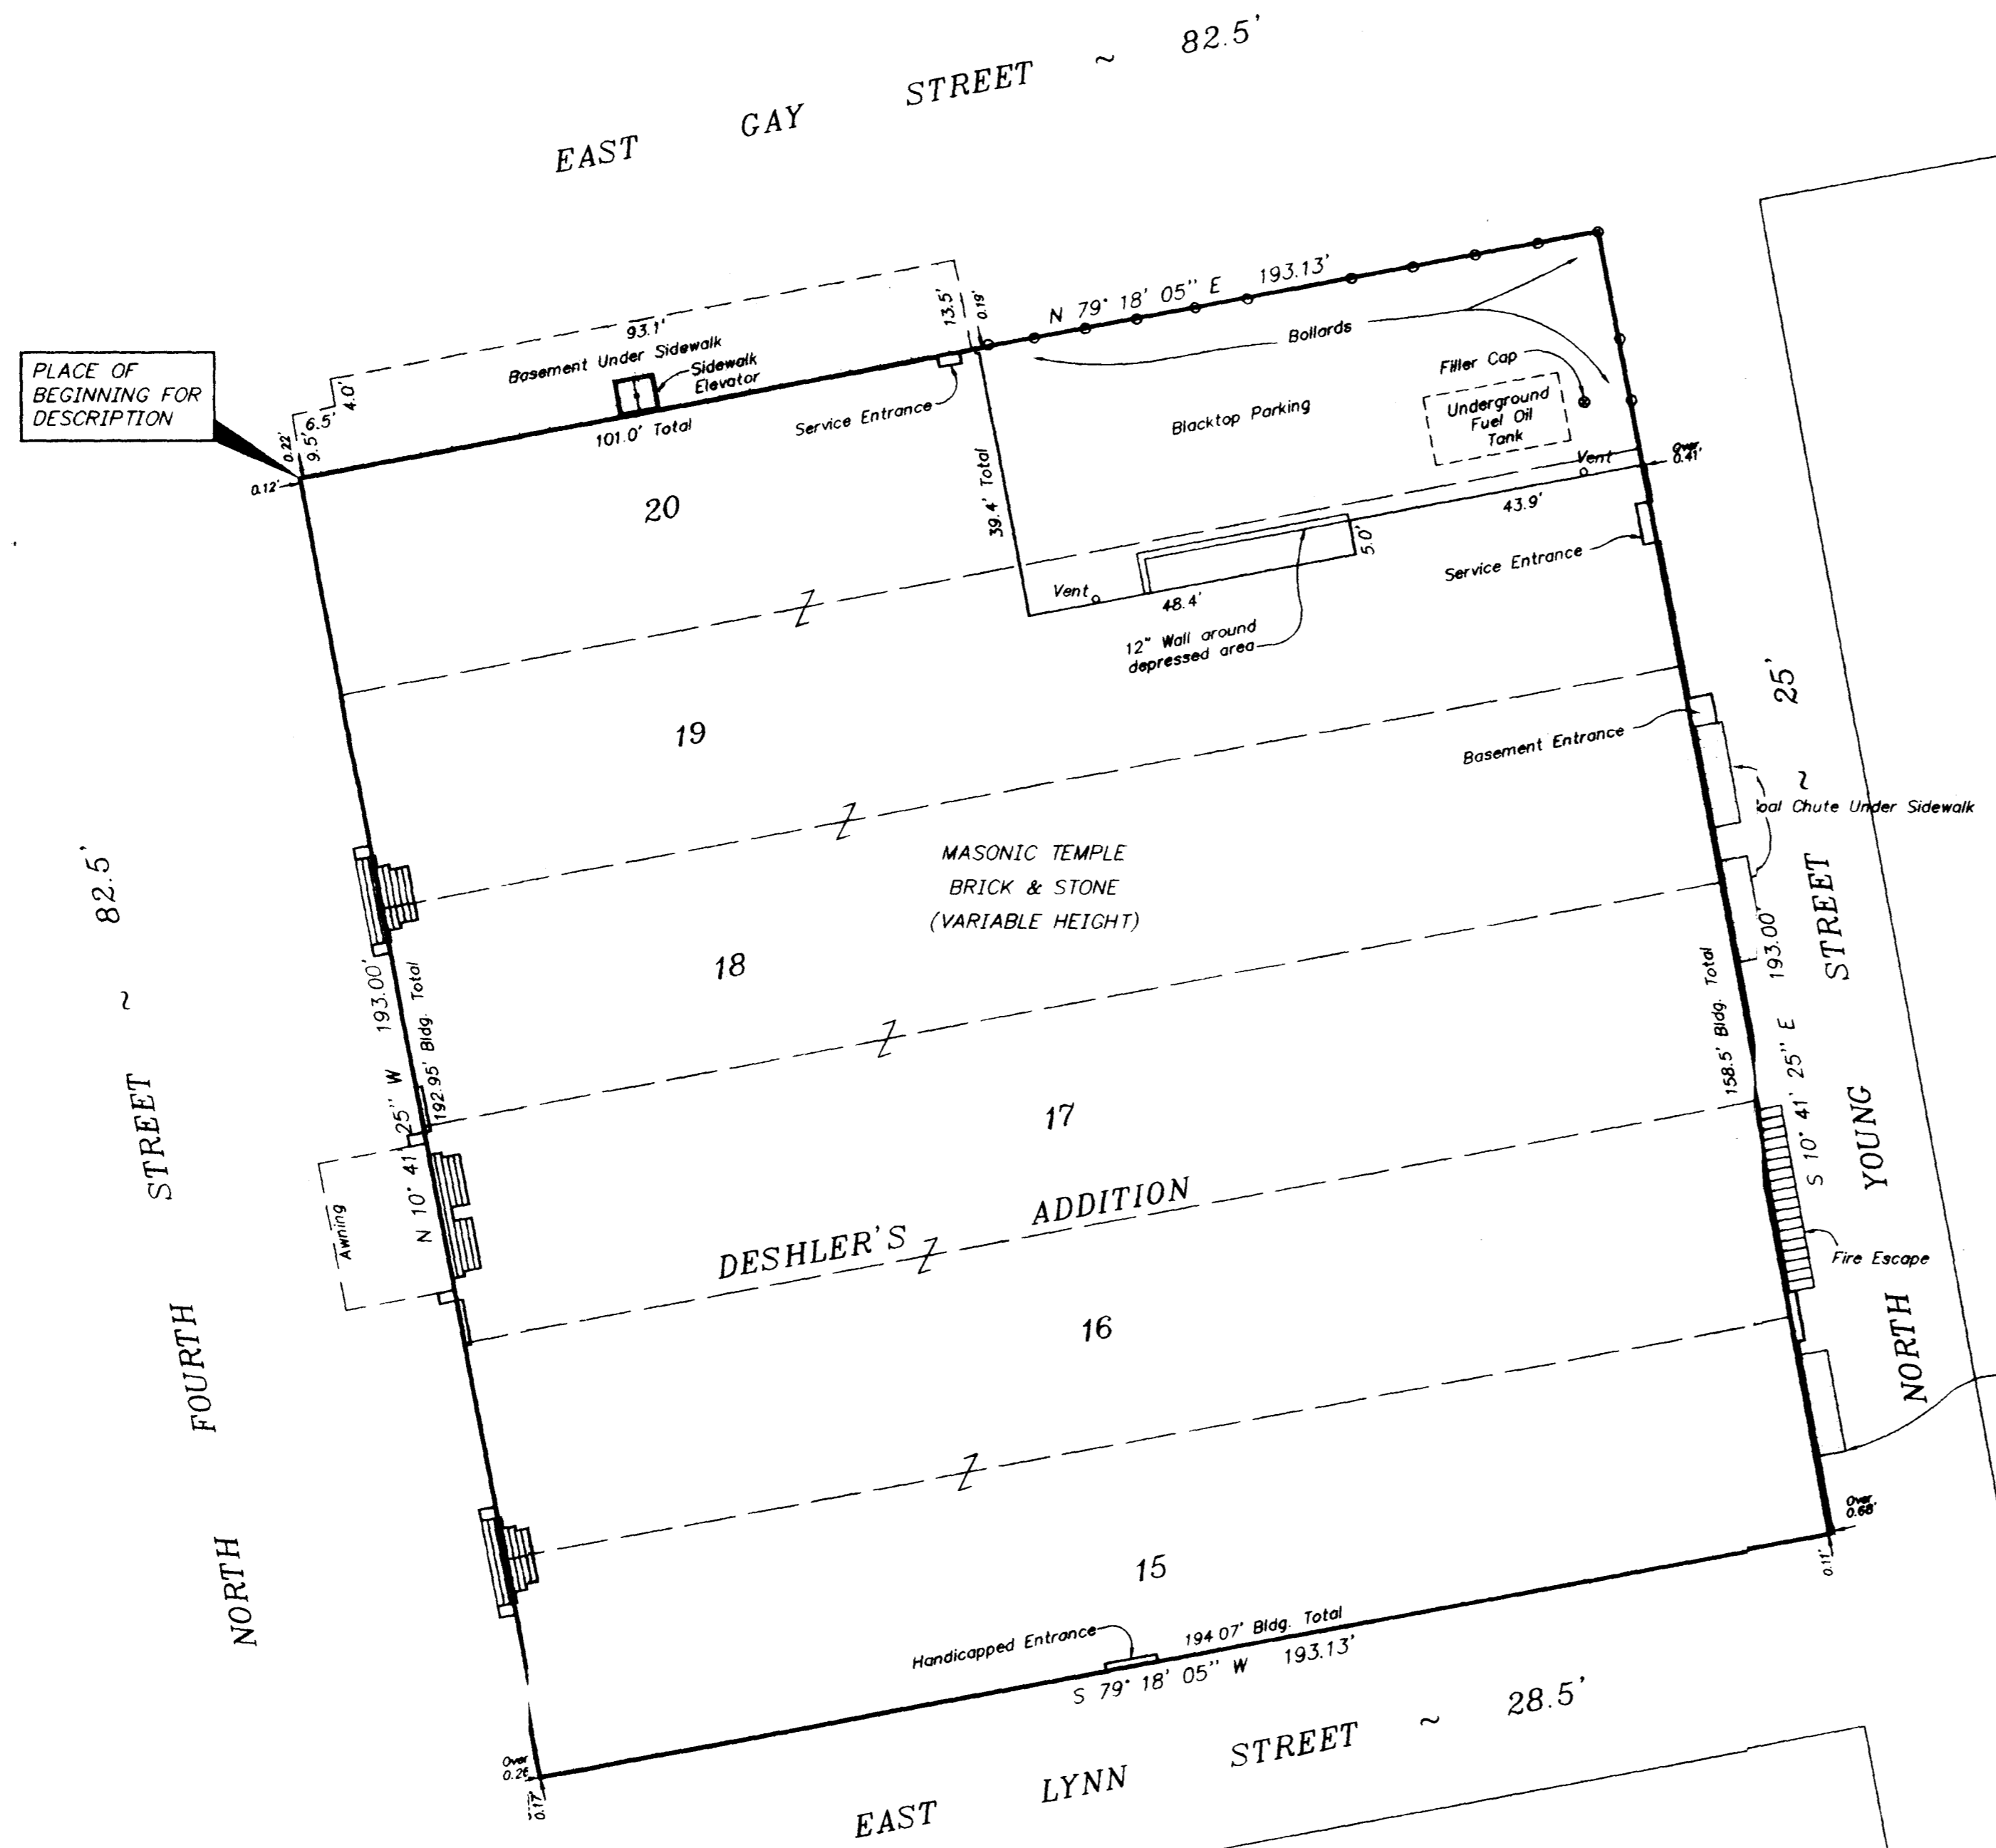 EAST GAY STREET ~ 82.5'
PLACE OF
BEGINNING FOR
DESCRIPTION
0.22'
9.5'
6.5'
4.0'
0.12'
93.1'
Basement Under Sidewalk
Sidewalk
Elevator
101.0' Total
Service Entrance
13.5'
0.19'
N 79° 18' 05" E 193.13'
Bollards
Filler Cap
Underground
Fuel Oil
Tank
Blacktop Parking
Vent
Over
0.41'
39.4' Total
43.9'
5.0'
Service Entrance
Vent
48.4'
12" Wall around
depressed area
20
19
Basement Entrance
25'
~
oal Chute Under Sidewalk
MASONIC TEMPLE
BRICK & STONE
(VARIABLE HEIGHT)
18
82.5'
~
STREET
FOURTH
NORTH
N 10° 41' 25" W 193.00'
192.95' Bldg. Total
Awning
158.5' Bldg. Total
S 10° 41' 25" E 193.00'
NORTH YOUNG STREET
17
DESHLER'S ADDITION
Fire Escape
16
15
Over
0.68'
0.11'
Handicapped Entrance
194.07' Bldg. Total
S 79° 18' 05" W 193.13'
Over
0.17'
EAST LYNN STREET ~ 28.5'